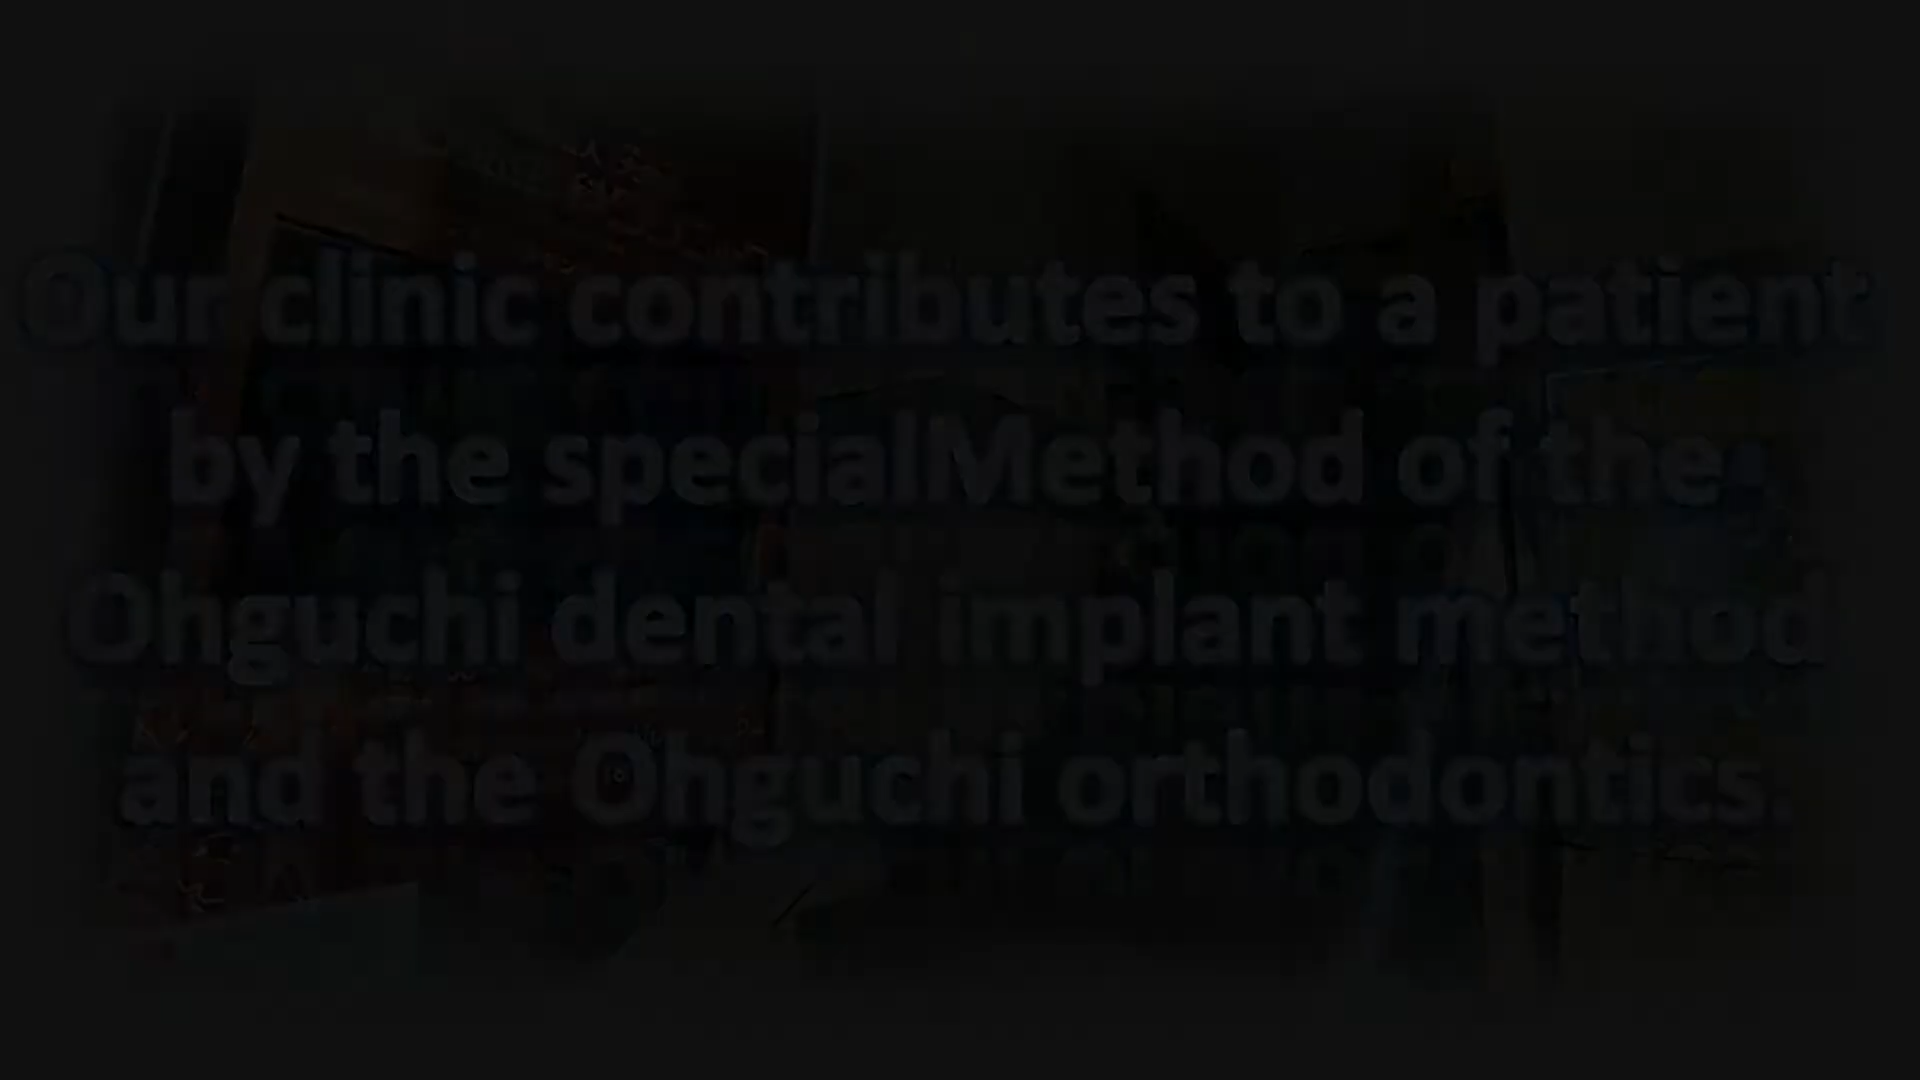 Our clinic contributes to a patient
by the specialMethod of the
Ohguchi dental implant method
and the Ohguchi orthodontics.